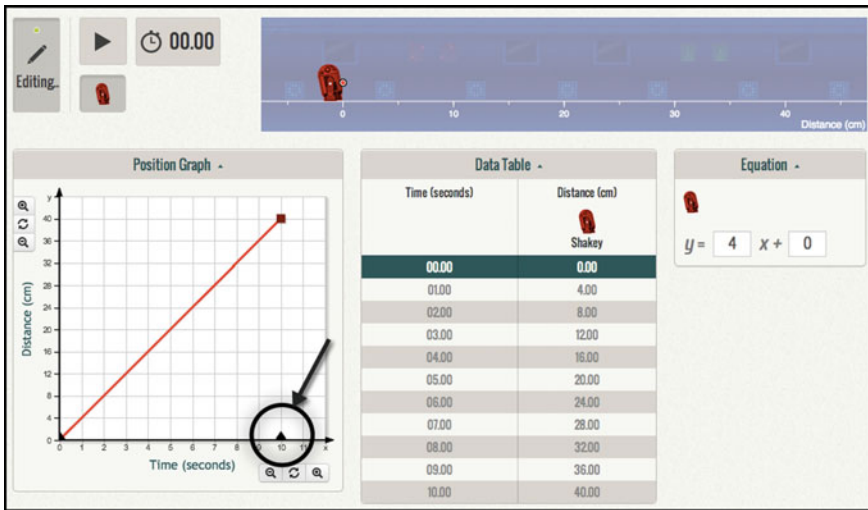 Editing...
00.00
0 10 20 30 40
Distance (cm)
Position Graph
y
40
36
32
28
24
20
16
12
8
4
0
Distance (cm)
0 1 2 3 4 5 6 7 8 9 10 11 x
Time (seconds)
Data Table
Time (seconds) Distance (cm)
Shakey
00.00 0.00
01.00 4.00
02.00 8.00
03.00 12.00
04.00 16.00
05.00 20.00
06.00 24.00
07.00 28.00
08.00 32.00
09.00 36.00
10.00 40.00
Equation
y = 4 x + 0